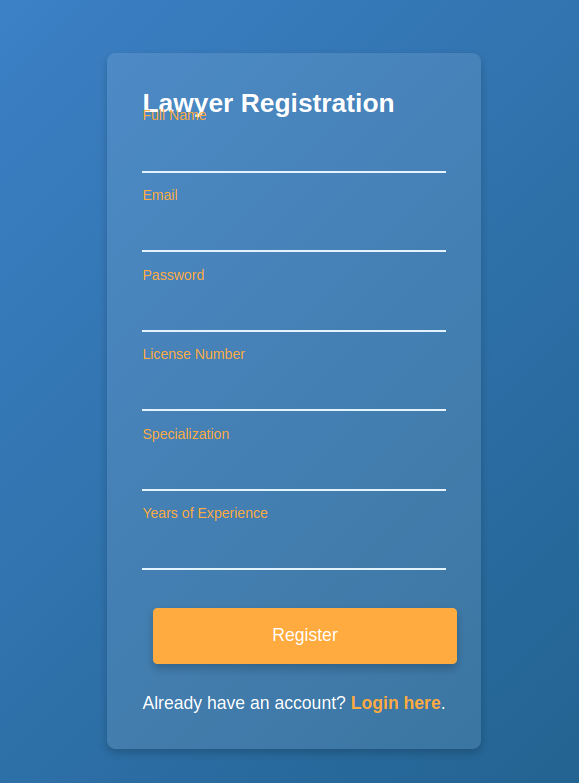 Lawyer Registration
Full Name
Email
Password
License Number
Specialization
Years of Experience
Register
Already have an account? Login here.